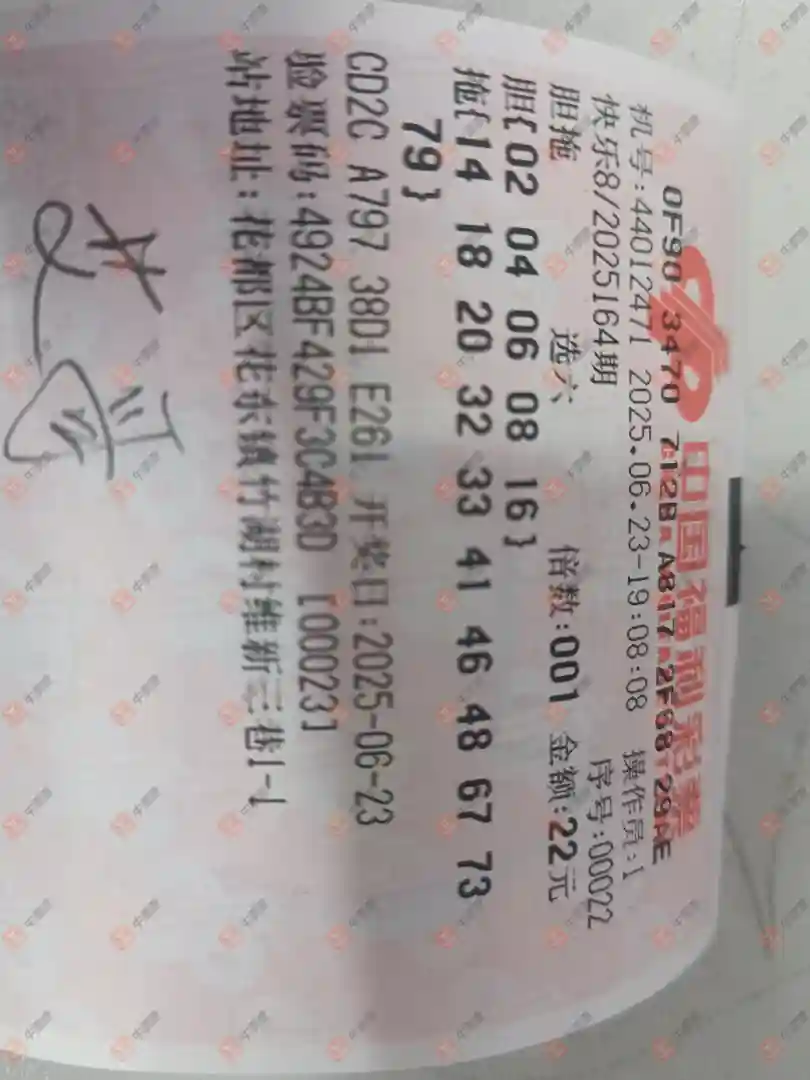 中国福利彩票
0F90 3470 712B A817 2F68 29AE
机号:44012471 2025.06.23-19:08:08 操作员:1
快乐8/2025164期 序号:00022
胆拖 选六 倍数:001 金额:22元
胆{02 04 06 08 16}
拖{14 18 20 32 33 41 46 48 67 73
79}
CD2C A797 38D1 E261 开奖日:2025-06-23
验票码:4924BF429F3C4B3D [00023]
站地址:花都区花东镇竹湖村维新三巷1-1